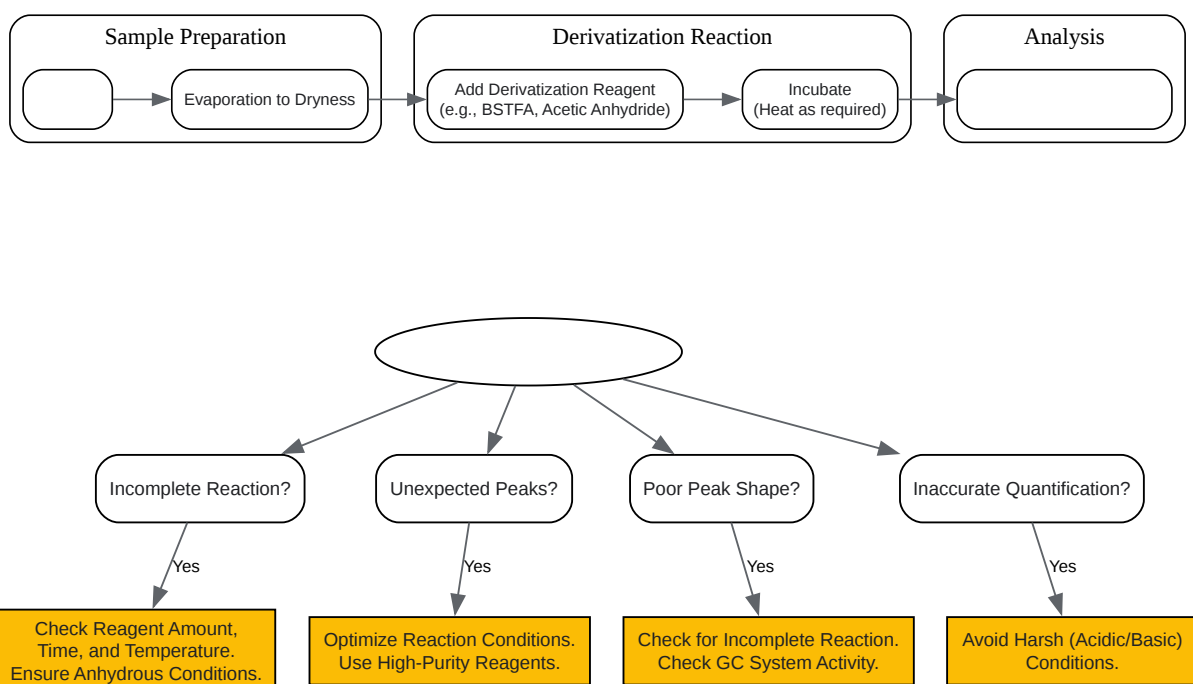 Sample Preparation
Derivatization Reaction
Analysis
Evaporation to Dryness
Add Derivatization Reagent
(e.g., BSTFA, Acetic Anhydride)
Incubate
(Heat as required)
Incomplete Reaction?
Unexpected Peaks?
Poor Peak Shape?
Inaccurate Quantification?
Yes
Yes
Yes
Yes
Check Reagent Amount,
Time, and Temperature.
Ensure Anhydrous Conditions.
Optimize Reaction Conditions.
Use High-Purity Reagents.
Check for Incomplete Reaction.
Check GC System Activity.
Avoid Harsh (Acidic/Basic)
Conditions.